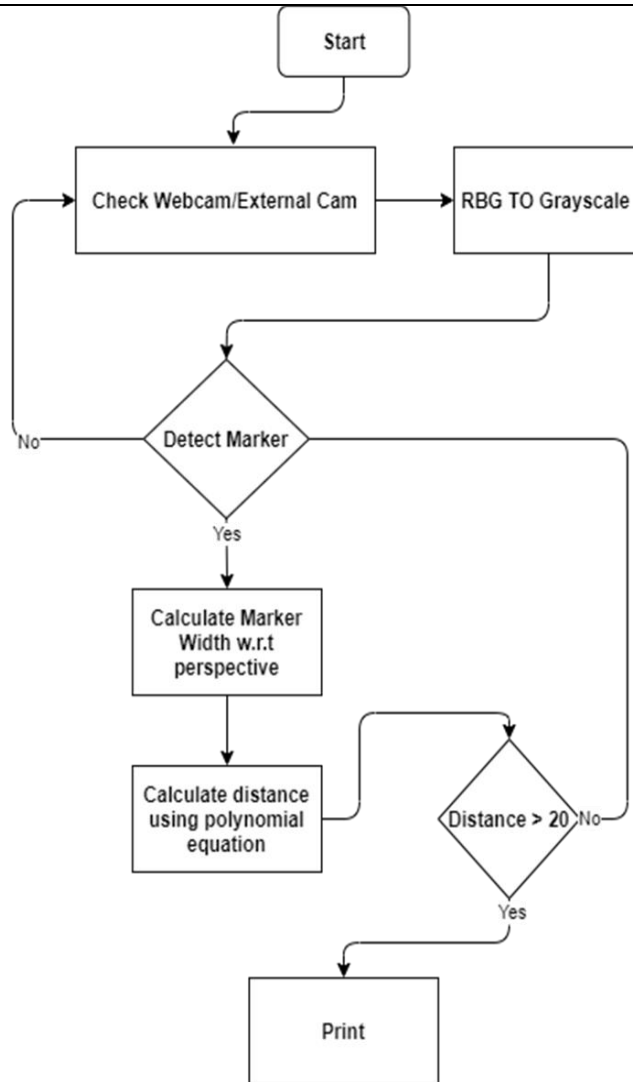 Start
Check Webcam/External Cam
RBG TO Grayscale
Detect Marker
No
Yes
Calculate Marker
Width w.r.t
perspective
Calculate distance
using polynomial
equation
Distance > 20
No
Yes
Print